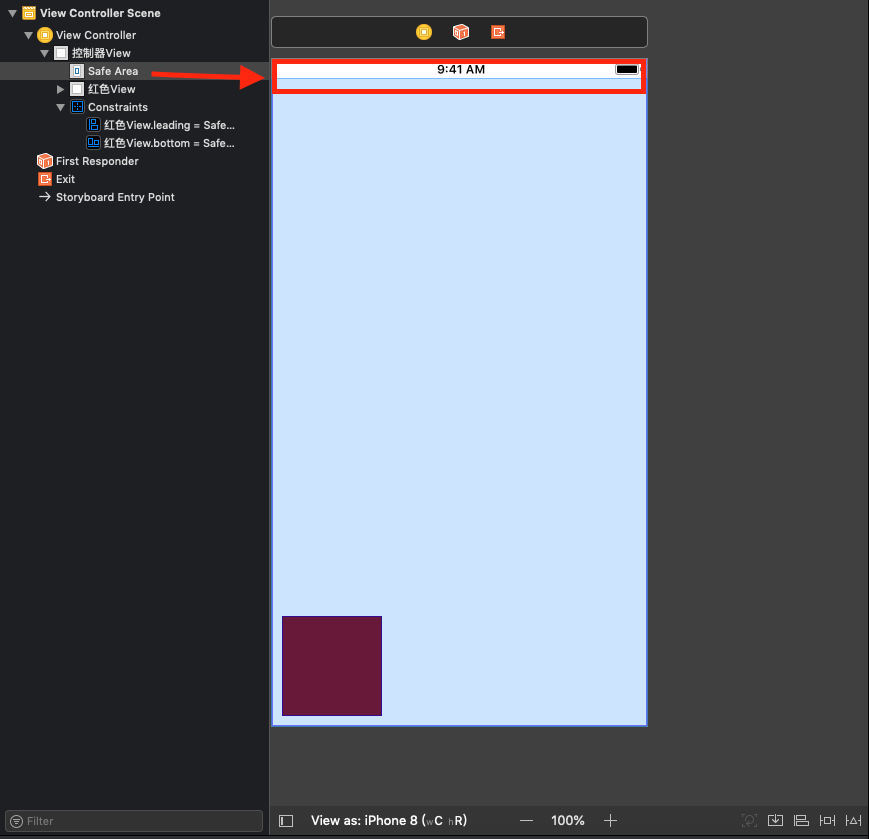 View Controller Scene
View Controller
控制器View
Safe Area
红色View
Constraints
红色View.leading = Safe...
红色View.bottom = Safe...
First Responder
Exit
Storyboard Entry Point
Filter
9:41 AM
View as: iPhone 8 (wC hR)
100%